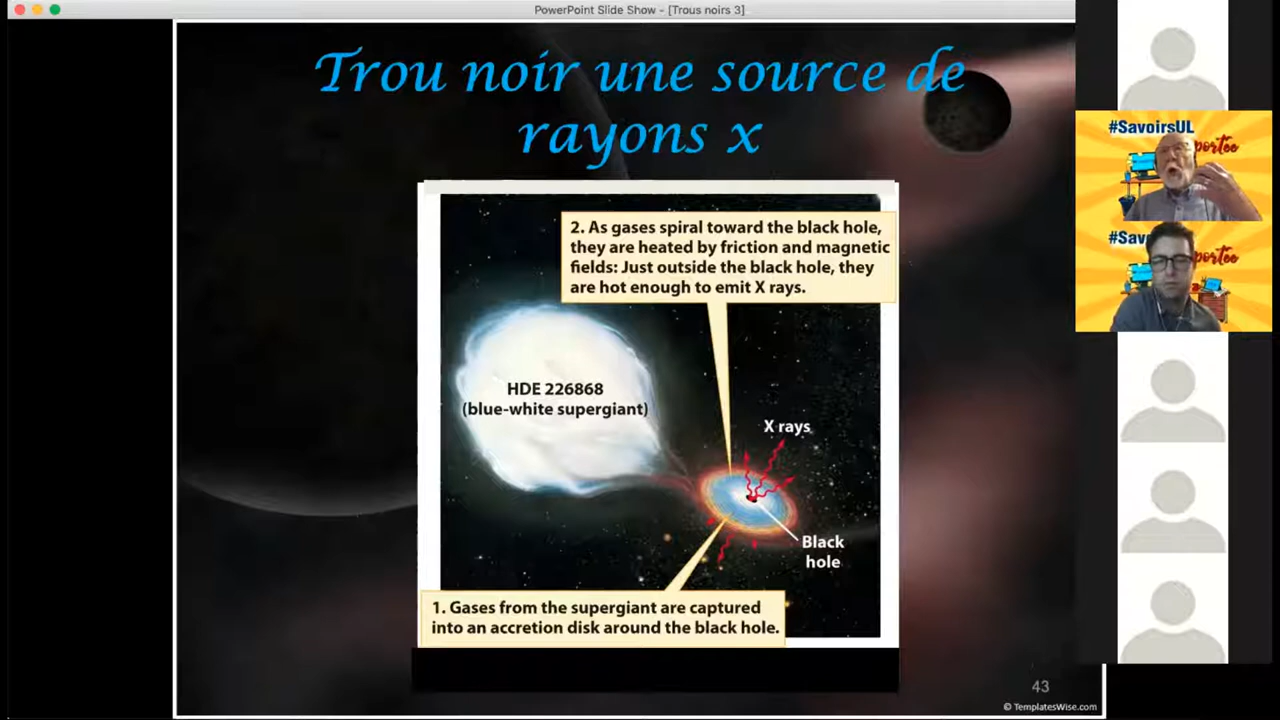 PowerPoint Slide Show - [Trous noirs 3]
Trou noir une source de
rayons x
2. As gases spiral toward the black hole,
they are heated by friction and magnetic
fields: Just outside the black hole, they
are hot enough to emit X rays.
HDE 226868
(blue-white supergiant)
X rays
Black
hole
1. Gases from the supergiant are captured
into an accretion disk around the black hole.
43
© TemplatesWise.com
#SavoirsUL
portée
portée